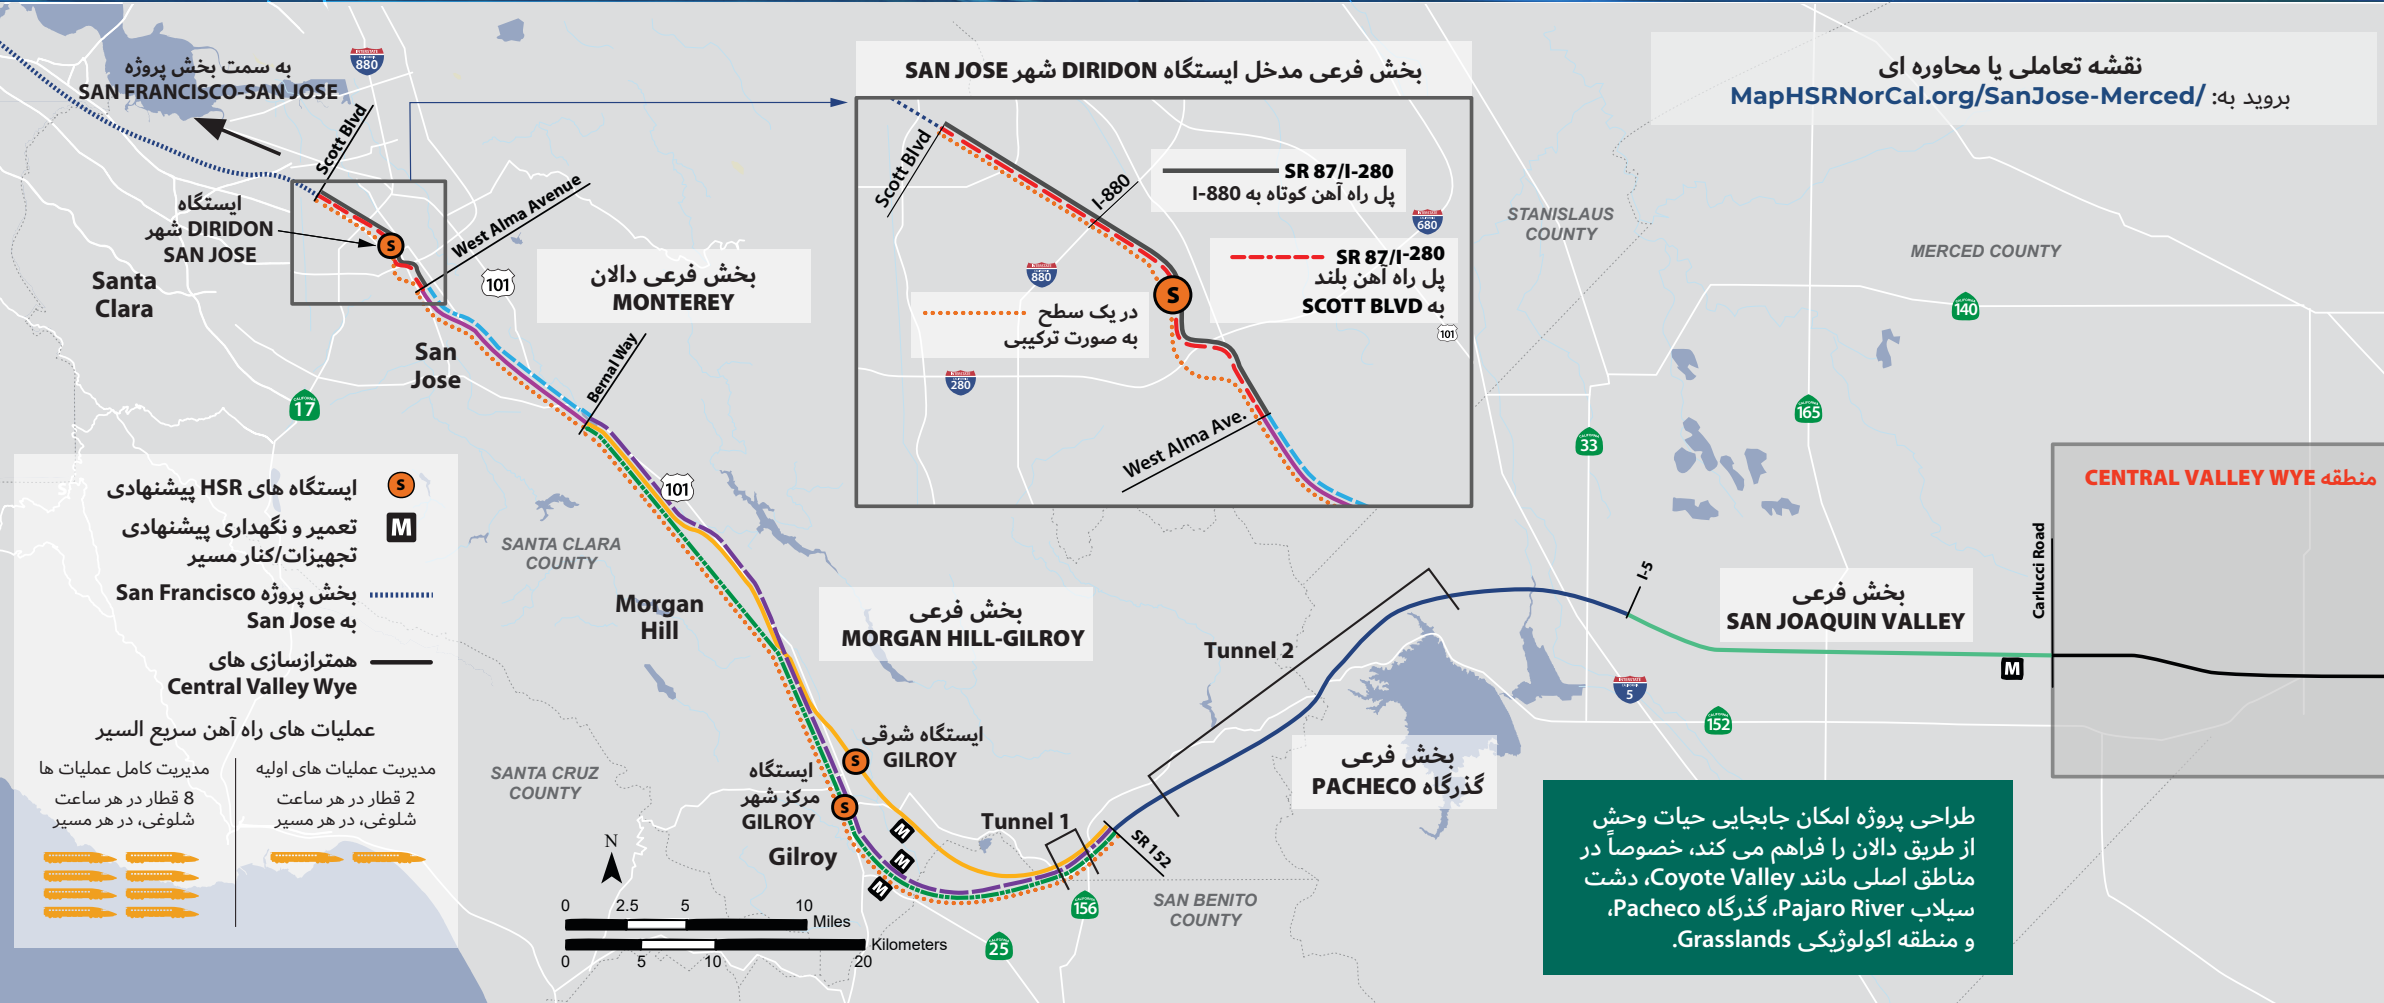 به سمت بخش پروژه
SAN FRANCISCO-SAN JOSE
INTERSTATE CALIFORNIA 880
Scott Blvd
ایستگاه
DIRIDON شهر
SAN JOSE
S
West Alma Avenue
101
Santa
Clara
San
Jose
CALIFORNIA 17
بخش فرعی دالان
MONTEREY
Bernal Way
101
بخش فرعی مدخل ایستگاه DIRIDON شهر SAN JOSE
Scott Blvd
I-880
SR 87/I-280
پل راه آهن کوتاه به I-880
680
SR 87/I-280
پل راه آهن بلند
به SCOTT BLVD
880
S
در یک سطح
به صورت ترکیبی
101
280
West Alma Ave.
نقشه تعاملی یا محاوره ای
بروید به: MapHSRNorCal.org/SanJose-Merced/
STANISLAUS
COUNTY
MERCED COUNTY
140
165
33
منطقه CENTRAL VALLEY WYE
Carlucci Road
ایستگاه های HSR پیشنهادی
S
تعمیر و نگهداری پیشنهادی
تجهیزات/کنار مسیر
M
بخش پروژه San Francisco
به San Jose
همترازسازی های
Central Valley Wye
عملیات های راه آهن سریع السیر
مدیریت عملیات های اولیه
2 قطار در هر ساعت
شلوغی، در هر مسیر
مدیریت کامل عملیات ها
8 قطار در هر ساعت
شلوغی، در هر مسیر
SANTA CLARA
COUNTY
Morgan
Hill
بخش فرعی
MORGAN HILL-GILROY
SANTA CRUZ
COUNTY
ایستگاه شرقی
GILROY
S
ایستگاه
مرکز شهر
GILROY
S
Gilroy
M
M
M
Tunnel 1
SR 152
Tunnel 2
I-5
بخش فرعی
SAN JOAQUIN VALLEY
M
INTERSTATE CALIFORNIA 5
152
بخش فرعی
گذرگاه PACHECO
156
25
SAN BENITO
COUNTY
N
0 2.5 5 10
Miles
Kilometers
0 5 10 20
طراحی پروژه امکان جابجایی حیات وحش
از طریق دالان را فراهم می کند، خصوصاً در
مناطق اصلی مانند Coyote Valley، دشت
سیلاب Pajaro River، گذرگاه Pacheco،
و منطقه اکولوژیکی Grasslands.